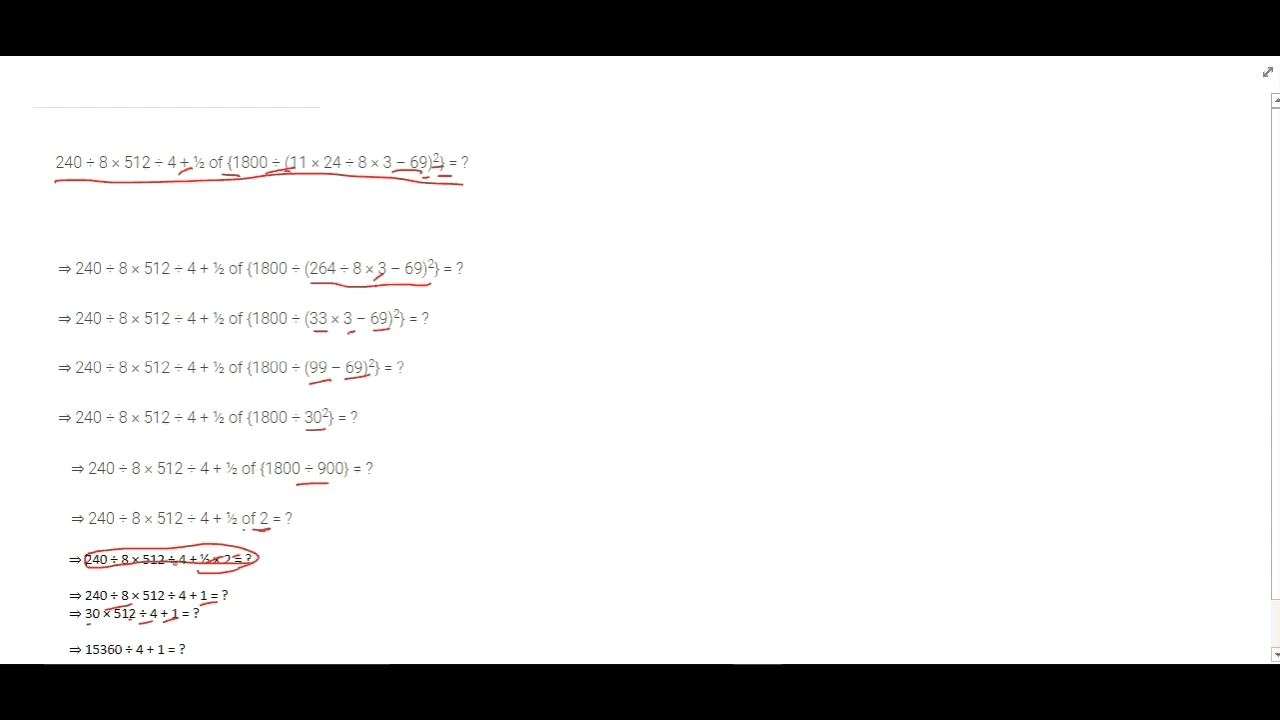 240 ÷ 8 × 512 ÷ 4 + ½ of {1800 ÷ (11 × 24 ÷ 8 × 3 − 69)²} = ?
⇒ 240 ÷ 8 × 512 ÷ 4 + ½ of {1800 ÷ (264 ÷ 8 × 3 − 69)²} = ?
⇒ 240 ÷ 8 × 512 ÷ 4 + ½ of {1800 ÷ (33 × 3 − 69)²} = ?
⇒ 240 ÷ 8 × 512 ÷ 4 + ½ of {1800 ÷ (99 − 69)²} = ?
⇒ 240 ÷ 8 × 512 ÷ 4 + ½ of {1800 ÷ 30²} = ?
⇒ 240 ÷ 8 × 512 ÷ 4 + ½ of {1800 ÷ 900} = ?
⇒ 240 ÷ 8 × 512 ÷ 4 + ½ of 2 = ?
⇒ 240 ÷ 8 × 512 ÷ 4 + ½ × 2 = ?
⇒ 240 ÷ 8 × 512 ÷ 4 + 1 = ?
⇒ 30 × 512 ÷ 4 + 1 = ?
⇒ 15360 ÷ 4 + 1 = ?